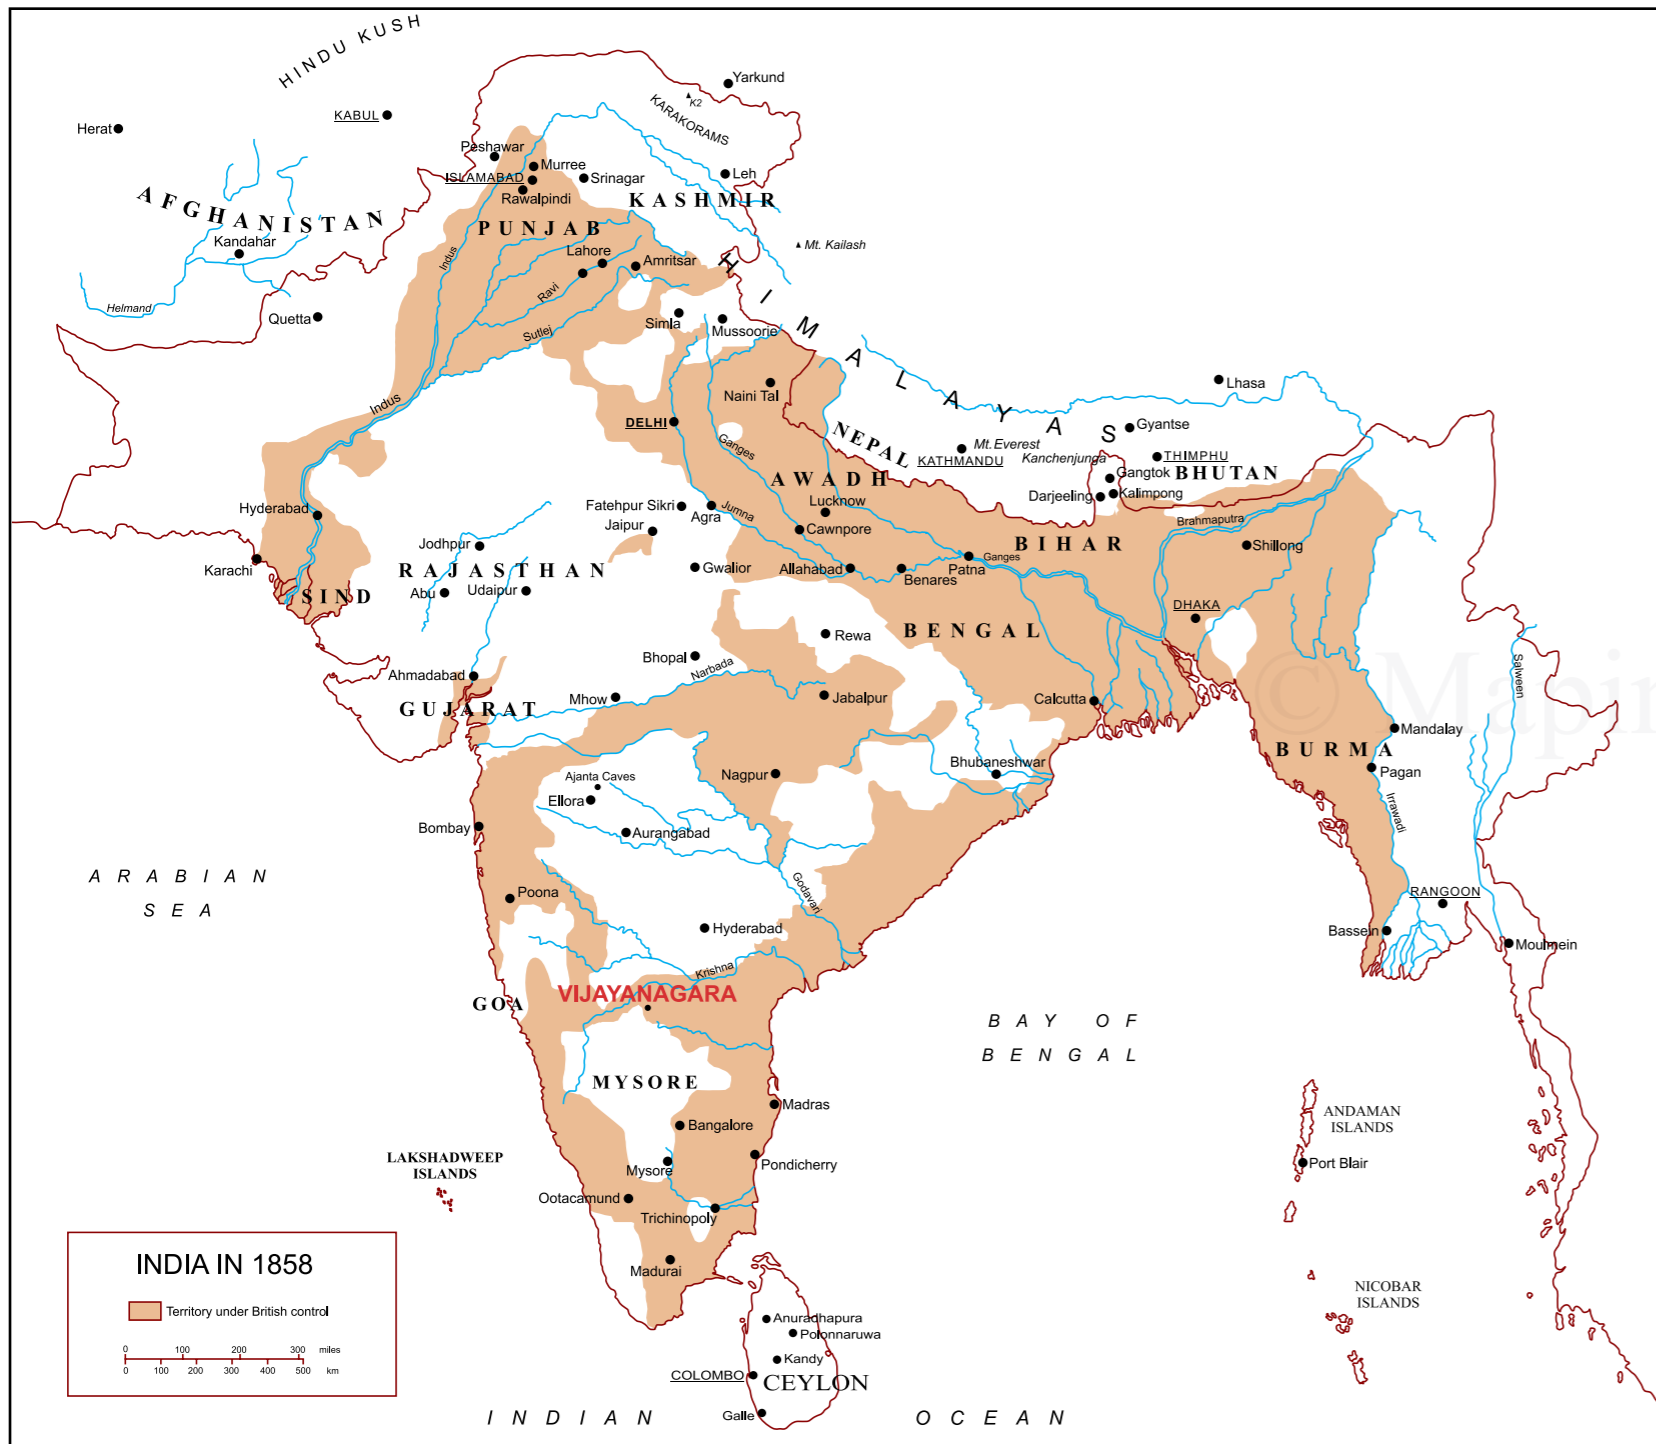 HINDU KUSH
Yarkund
K2
KARAKORAMS
KABUL
Herat
Peshawar
Murree
ISLAMABAD
Srinagar
Leh
Rawalpindi
KASHMIR
AFGHANISTAN
PUNJAB
Kandahar
Indus
Lahore
Amritsar
Mt. Kailash
HIMALAYAS
Helmand
Ravi
Quetta
Sutlej
Simla
Mussoorie
Naini Tal
Lhasa
Indus
DELHI
Ganges
NEPAL
Mt. Everest
KATHMANDU
Kanchenjunga
Gyantse
THIMPHU
Gangtok
BHUTAN
Darjeeling
Kalimpong
AWADH
Lucknow
Hyderabad
Fatehpur Sikri
Agra
Jumna
Jaipur
Cawnpore
Brahmaputra
BIHAR
Shillong
Jodhpur
Karachi
RAJASTHAN
Gwalior
Allahabad
Benares
Patna
Ganges
SIND
Abu
Udaipur
DHAKA
BENGAL
Rewa
Bhopal
Narbada
Salween
Ahmadabad
Mhow
Jabalpur
Calcutta
GUJARAT
© Mapin
Mandalay
BURMA
Bhubaneshwar
Nagpur
Pagan
Ajanta Caves
Ellora
Irrawadi
Bombay
Aurangabad
ARABIAN
SEA
Godavari
Poona
RANGOON
Hyderabad
Bassein
Moulmein
Krishna
GOA
VIJAYANAGARA
BAY OF
BENGAL
MYSORE
Madras
Bangalore
ANDAMAN
ISLANDS
LAKSHADWEEP
ISLANDS
Mysore
Pondicherry
Port Blair
Ootacamund
Trichinopoly
Madurai
INDIA IN 1858
Territory under British control
0 100 200 300 miles
0 100 200 300 400 500 km
NICOBAR
ISLANDS
Anuradhapura
Polonnaruwa
Kandy
COLOMBO
CEYLON
Galle
INDIAN OCEAN